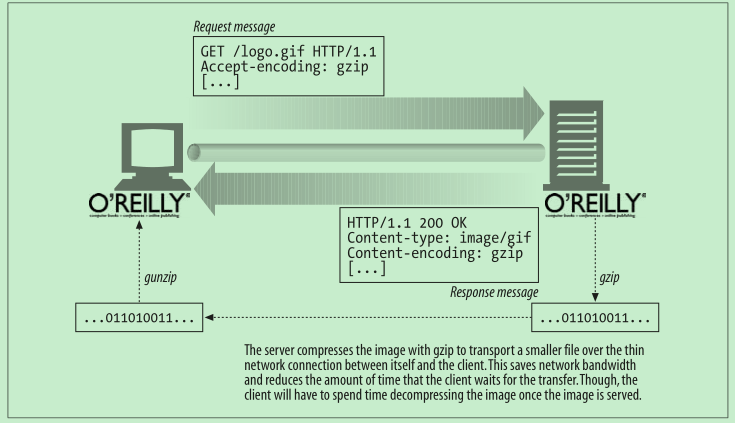 Request message
GET /logo.gif HTTP/1.1
Accept-encoding: gzip
[...]
O'REILLY®
computer books • conferences • online publishing
O'REILLY®
computer books • conferences • online publishing
HTTP/1.1 200 OK
Content-type: image/gif
Content-encoding: gzip
[...]
Response message
gunzip
gzip
...011010011...
...011010011...
The server compresses the image with gzip to transport a smaller file over the thin
network connection between itself and the client. This saves network bandwidth
and reduces the amount of time that the client waits for the transfer. Though, the
client will have to spend time decompressing the image once the image is served.